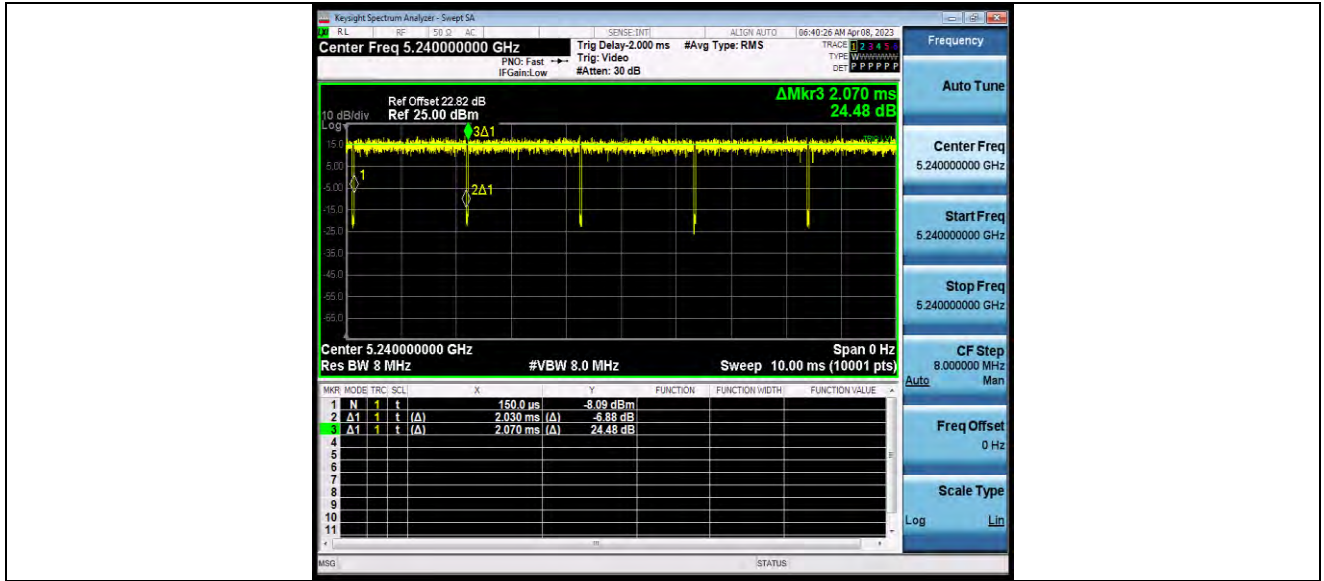 Keysight Spectrum Analyzer - Swept SA
RL RF 50 Ω AC SENSE:INT ALIGN AUTO 06:40:26 AM Apr 08, 2023
Center Freq 5.240000000 GHz
Trig Delay-2.000 ms #Avg Type: RMS
TRACE 1 2 3 4 5 6
PNO: Fast Trig: Video
TYPE WWWWWW
IFGain:Low #Atten: 30 dB
DET P P P P P P
ΔMkr3 2.070 ms
24.48 dB
Ref Offset 22.82 dB
10 dB/div Ref 25.00 dBm
Log
3Δ1
15.0
5.00
1
-5.00
2Δ1
-15.0
-25.0
-35.0
-45.0
-55.0
-65.0
Center 5.240000000 GHz Span 0 Hz
Res BW 8 MHz #VBW 8.0 MHz Sweep 10.00 ms (10001 pts)
MKR MODE TRC SCL X Y FUNCTION FUNCTION WIDTH FUNCTION VALUE
1 N 1 t 150.0 µs -8.09 dBm
2 Δ1 1 t (Δ) 2.030 ms (Δ) -6.88 dB
3 Δ1 1 t (Δ) 2.070 ms (Δ) 24.48 dB
4
5
6
7
8
9
10
11
MSG STATUS
Frequency
Auto Tune
Center Freq
5.240000000 GHz
Start Freq
5.240000000 GHz
Stop Freq
5.240000000 GHz
CF Step
8.000000 MHz
Auto Man
Freq Offset
0 Hz
Scale Type
Log Lin